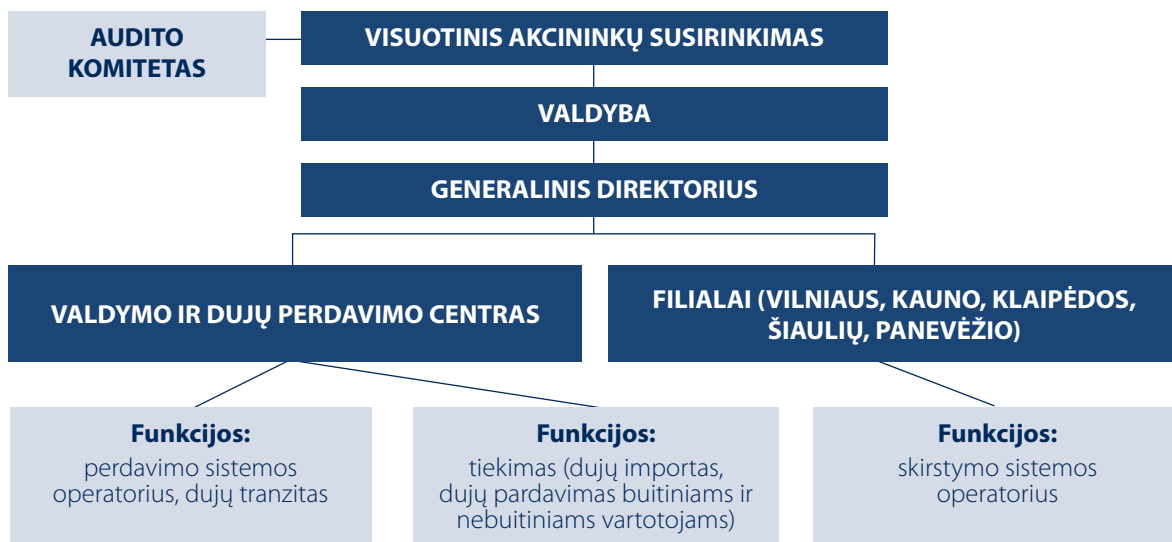 AUDITO
KOMITETAS
VISUOTINIS AKCININKŲ SUSIRINKIMAS
VALDYBA
GENERALINIS DIREKTORIUS
VALDYMO IR DUJŲ PERDAVIMO CENTRAS
FILIALAI (VILNIAUS, KAUNO, KLAIPĖDOS,
ŠIAULIŲ, PANEVĖŽIO)
Funkcijos:
perdavimo sistemos
operatorius, dujų tranzitas
Funkcijos:
tiekimas (dujų importas,
dujų pardavimas buitiniams ir
nebuitiniams vartotojams)
Funkcijos:
skirstymo sistemos
operatorius